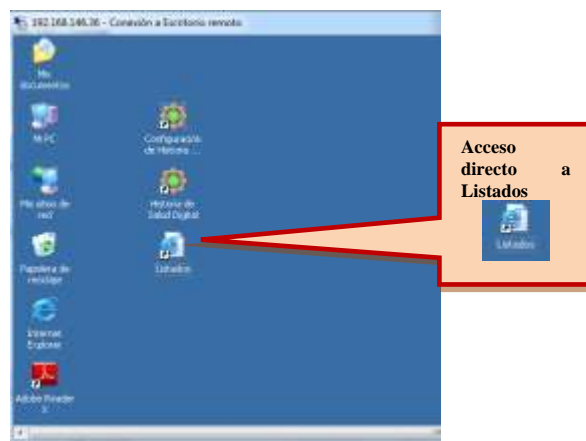 192.168.146.36 - Conexión a Escritorio remoto
Mis
documentos
Mi PC
Configuración
de Historia ...
Mis sitios de
red
Historia de
Salud Digital
Papelera de
reciclaje
Listados
Internet
Explorer
Adobe Reader
X
Acceso
directo a
Listados
Listados